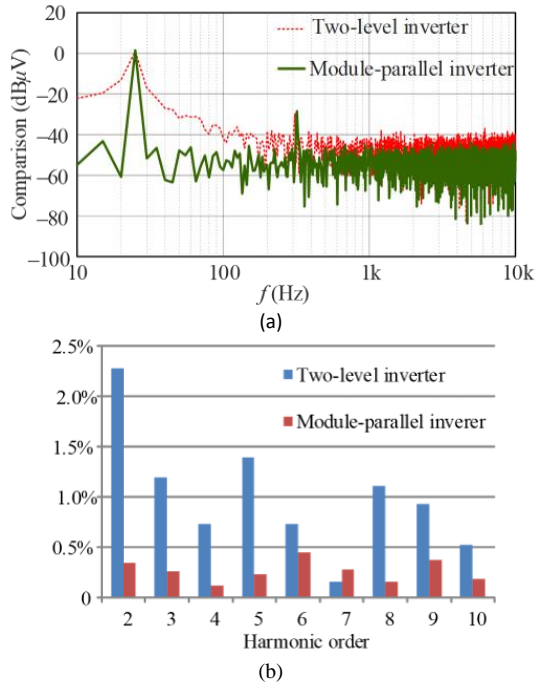 20
0
−20
−40
−60
−80
−100
Comparison (dBµV)
Two-level inverter
Module-parallel inverter
10
100
1k
10k
f (Hz)
(a)
2.5%
2.0%
1.5%
1.0%
0.5%
0
Two-level inverter
Module-parallel inverer
2 3 4 5 6 7 8 9 10
Harmonic order
(b)